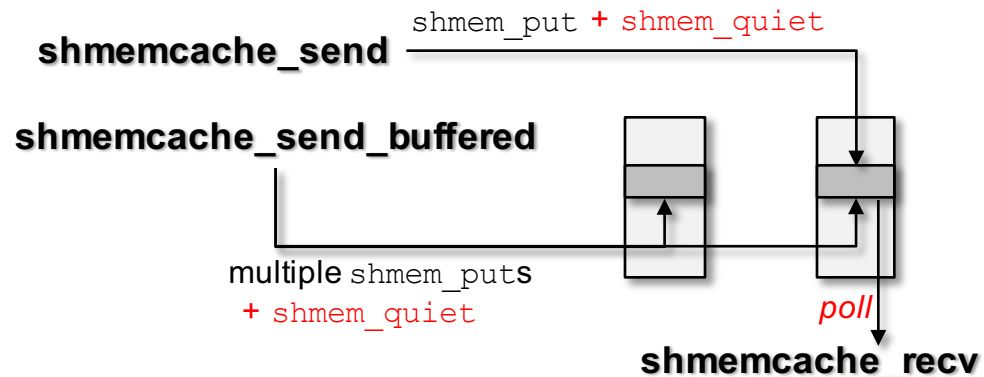 shmem_put + shmem_quiet
shmemcache_send
shmemcache_send_buffered
multiple shmem_puts
+ shmem_quiet
poll
shmemcache_recv